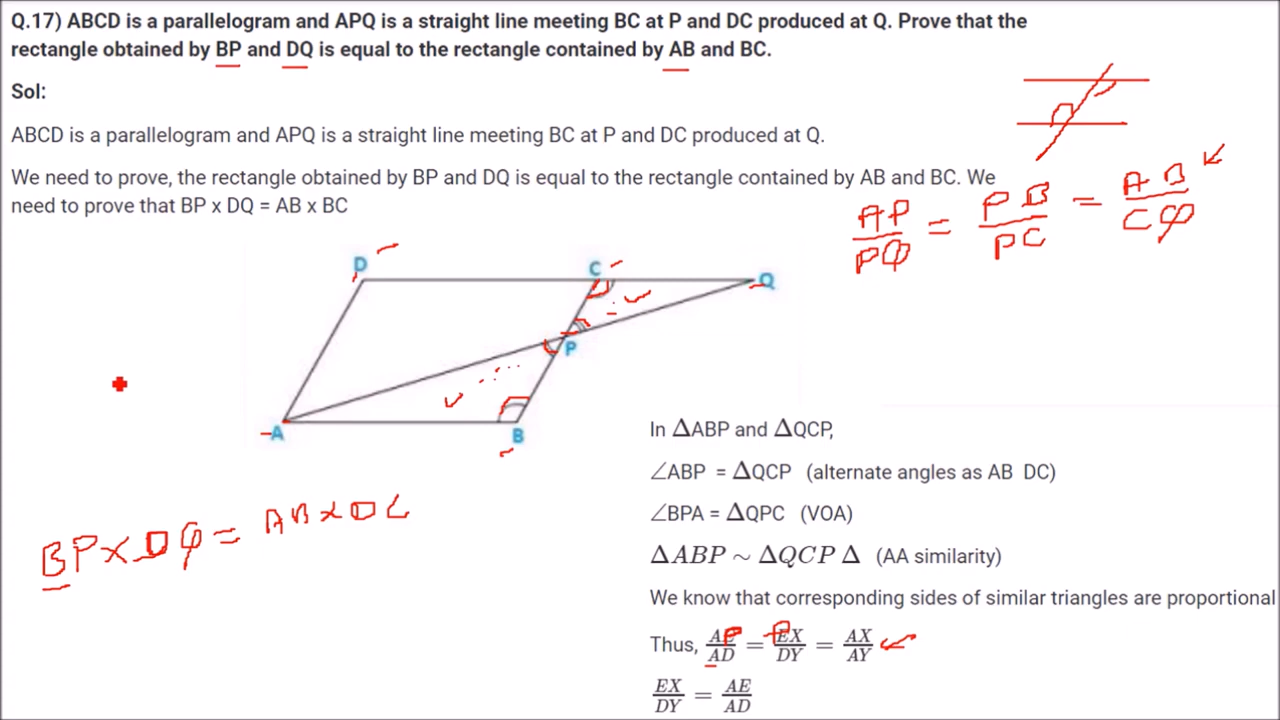 Q.17) ABCD is a parallelogram and APQ is a straight line meeting BC at P and DC produced at Q. Prove that the
rectangle obtained by BP and DQ is equal to the rectangle contained by AB and BC.
Sol:
ABCD is a parallelogram and APQ is a straight line meeting BC at P and DC produced at Q.
We need to prove, the rectangle obtained by BP and DQ is equal to the rectangle contained by AB and BC. We
need to prove that BP x DQ = AB x BC
AP/PQ = PB/PC = AB/CQ
D C Q
P
A B
In ΔABP and ΔQCP,
∠ABP = ΔQCP (alternate angles as AB DC)
∠BPA = ΔQPC (VOA)
ΔABP ~ ΔQCP Δ (AA similarity)
We know that corresponding sides of similar triangles are proportional
Thus, AE/AD = EX/DY = AX/AY
EX/DY = AE/AD
BP×DQ = AB×DC
P P